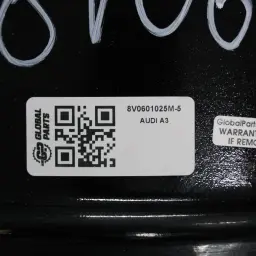 GLOBAL
PARTS
8V0601025M-5
AUDI A3
GlobalPart
WARRANT
IF REMO